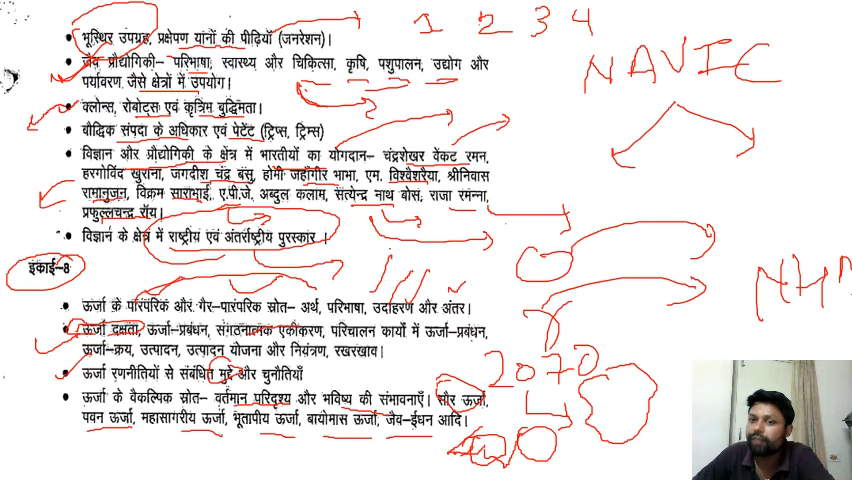 1 2 3 4
NAVIC
• भूस्थिर उपग्रह, प्रक्षेपण यांनों की पीढ़ियाँ (जनरेशन)।
• जैव प्रौद्योगिकी– परिभाषा, स्वास्थ्य और चिकित्सा, कृषि, पशुपालन, उद्योग और
पर्यावरण जैसे क्षेत्रों में उपयोग।
• क्लोन्स, रोबोट्स एवं कृत्रिम बुद्धिमता।
• बौद्धिक संपदा के अधिकार एवं पेटेंट (ट्रिप्स, ट्रिम्स)
• विज्ञान और प्रौद्योगिकी के क्षेत्र में भारतीयों का योगदान– चंद्रशेखर वेंकट रमन,
हरगोविंद खुराना, जगदीश चंद्र बसु, होमी जहाँगीर भाभा, एम. विश्वैशरैया, श्रीनिवास
रामानुजन, विक्रम साराभाई, ए.पी.जे. अब्दुल कलाम, सत्येन्द्र नाथ बोस, राजा रमन्ना,
प्रफुल्लचन्द्र रॉय।
• विज्ञान के क्षेत्र में राष्ट्रीय एवं अंतर्राष्ट्रीय पुरस्कार ।
इंकाई–8
• ऊर्जा के पारंपरिक और गैर–पारंपरिक स्रोत– अर्थ, परिभाषा, उदाहरण और अंतर।
• ऊर्जा दक्षता, ऊर्जा–प्रबंधन, संगठनात्मक एकीकरण, परिचालन कार्यो में ऊर्जा–प्रबंधन,
ऊर्जा–क्रय, उत्पादन, उत्पादन योजना और नियंत्रण, रखरखाव।
• ऊर्जा रणनीतियों से संबंधित मुद्दे और चुनौतियाँ
• ऊर्जा के वैकल्पिक स्रोत– वर्तमान परिदृश्य और भविष्य की संभावनाएँ। सौर ऊर्जा,
पवन ऊर्जा, महासागरीय ऊर्जा, भूतापीय ऊर्जा, बायोमास ऊर्जा, जैव–ईंधन आदि।
2070